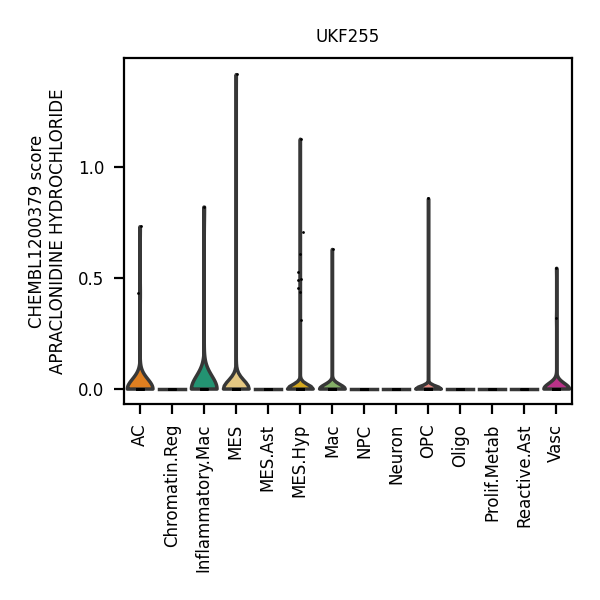 UKF255
CHEMBL1200379 score
APRACLONIDINE HYDROCHLORIDE
1.0
0.5
0.0
AC
Chromatin.Reg
Inflammatory.Mac
MES
MES.Ast
MES.Hyp
Mac
NPC
Neuron
OPC
Oligo
Prolif.Metab
Reactive.Ast
Vasc